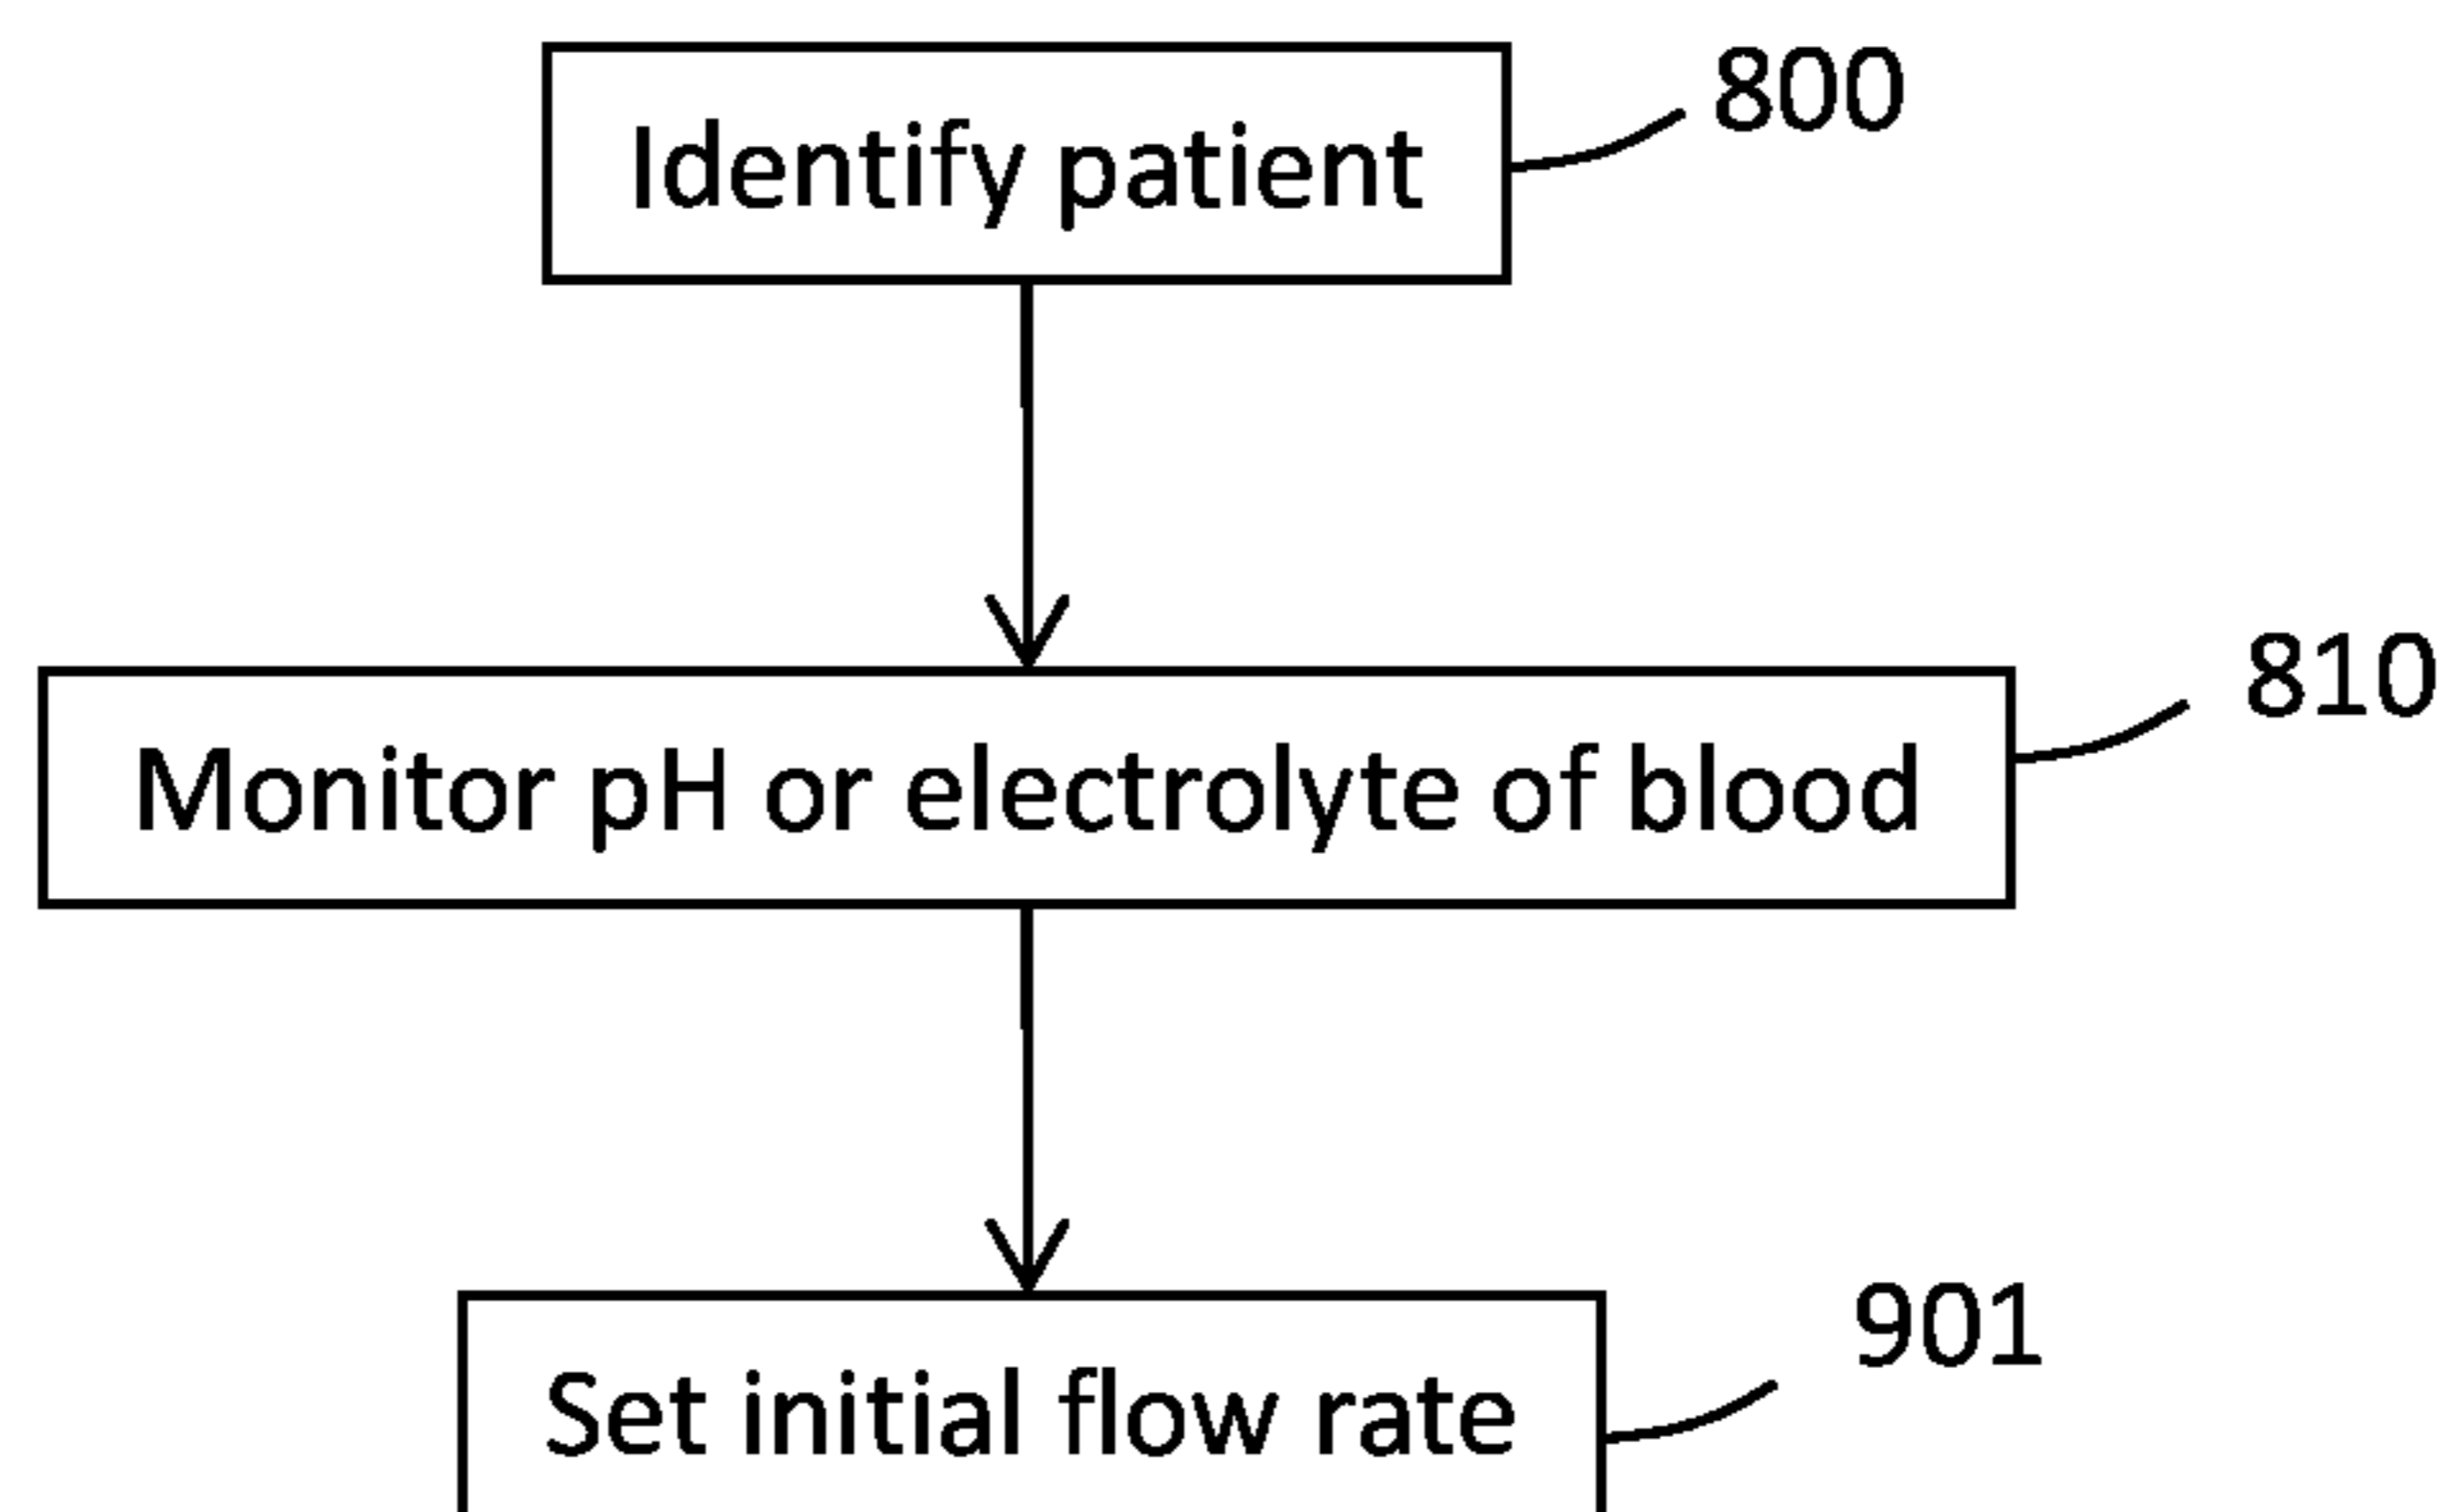 Identify patient
800
Monitor pH or electrolyte of blood
810
Set initial flow rate
901